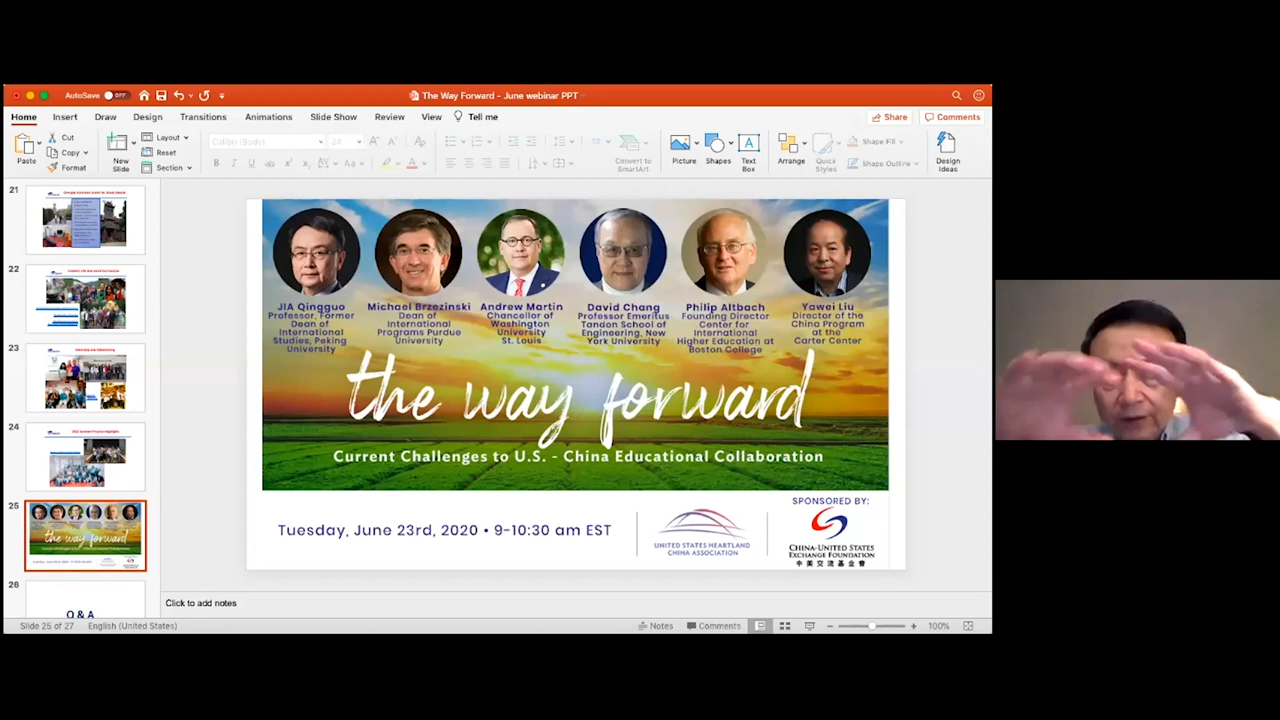 AutoSave OFF
The Way Forward - June webinar PPT
Home Insert Draw Design Transitions Animations Slide Show Review View Tell me
Share Comments
Paste
Cut
Copy
Format
New Slide
Layout
Reset
Section
Calibri (Body) 24
Convert to SmartArt
Picture
Shapes
Text Box
Arrange
Quick Styles
Shape Fill
Shape Outline
Design Ideas
21
22
23
24
25
26
Q & A
JIA Qingguo
Professor, Former
Dean of
International
Studies, Peking
University
Michael Brzezinski
Dean of
International
Programs Purdue
University
Andrew Martin
Chancellor of
Washington
University
St. Louis
David Chang
Professor Emeritus
Tandon School of
Engineering, New
York University
Philip Altbach
Founding Director
Center for
International
Higher Education at
Boston College
Yawei Liu
Director of the
China Program
at the
Carter Center
the way forward
Current Challenges to U.S. - China Educational Collaboration
Tuesday, June 23rd, 2020 • 9-10:30 am EST
UNITED STATES HEARTLAND
CHINA ASSOCIATION
SPONSORED BY:
CHINA-UNITED STATES
EXCHANGE FOUNDATION
中美交流基金會
Click to add notes
Slide 25 of 27 English (United States)
Notes Comments 100%